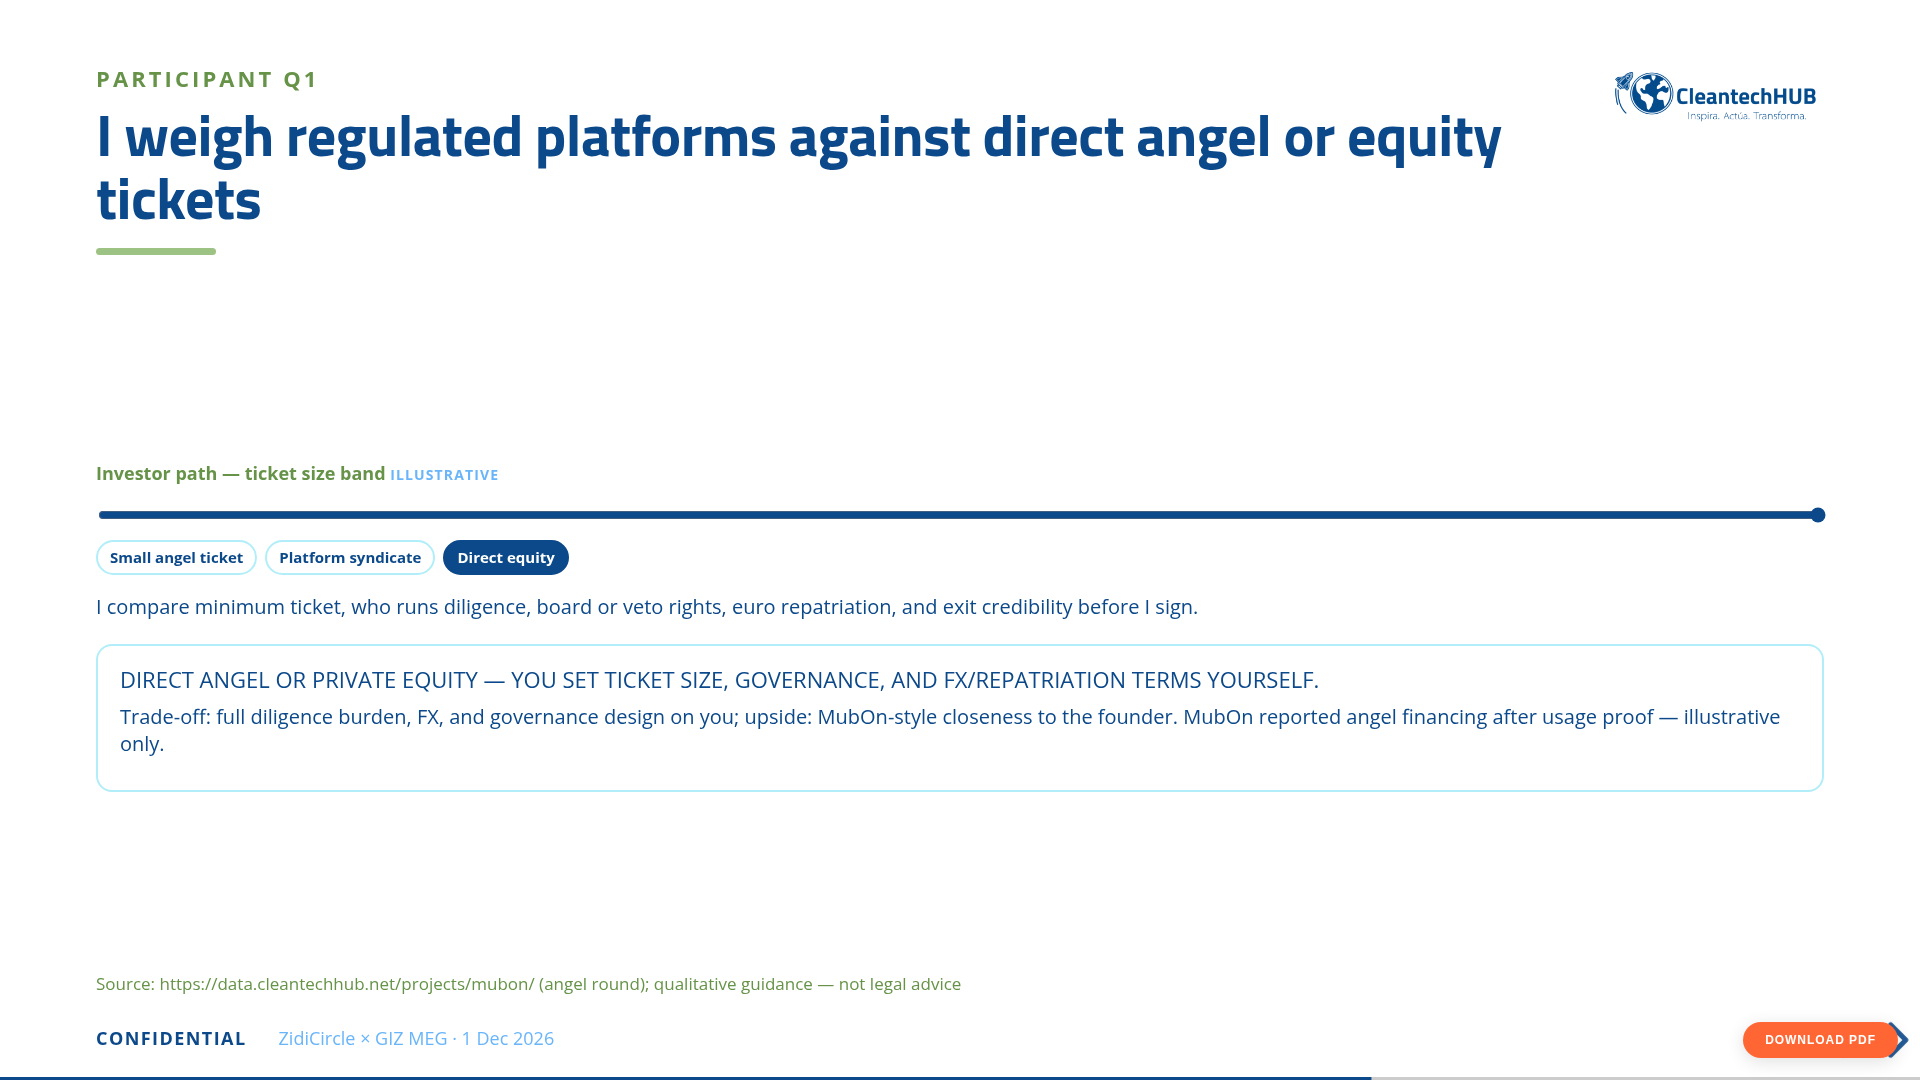 PARTICIPANT Q1
I weigh regulated platforms against direct angel or equity
tickets
CleantechHUB
Inspira. Actúa. Transforma.
Investor path — ticket size band ILLUSTRATIVE
Small angel ticket Platform syndicate Direct equity
I compare minimum ticket, who runs diligence, board or veto rights, euro repatriation, and exit credibility before I sign.
DIRECT ANGEL OR PRIVATE EQUITY — YOU SET TICKET SIZE, GOVERNANCE, AND FX/REPATRIATION TERMS YOURSELF.
Trade-off: full diligence burden, FX, and governance design on you; upside: MubOn-style closeness to the founder. MubOn reported angel financing after usage proof — illustrative
only.
Source: https://data.cleantechhub.net/projects/mubon/ (angel round); qualitative guidance — not legal advice
CONFIDENTIAL ZidiCircle × GIZ MEG · 1 Dec 2026
DOWNLOAD PDF